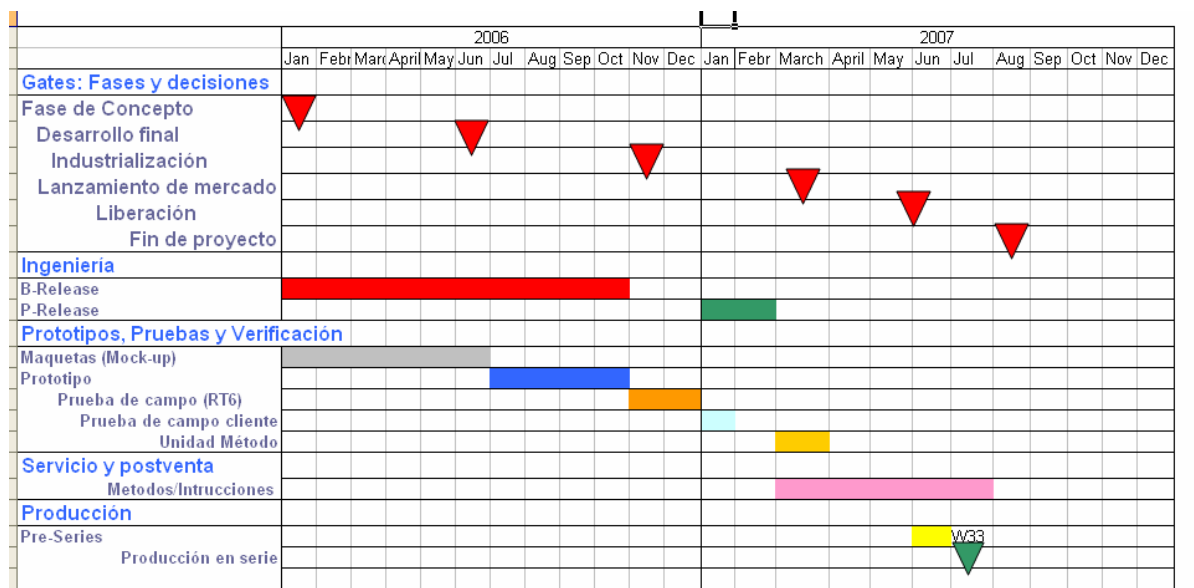 2006 2007
Jan Febr Marc April May Jun Jul Aug Sep Oct Nov Dec Jan Febr March April May Jun Jul Aug Sep Oct Nov Dec
Gates: Fases y decisiones
Fase de Concepto
Desarrollo final
Industrialización
Lanzamiento de mercado
Liberación
Fin de proyecto
Ingeniería
B-Release
P-Release
Prototipos, Pruebas y Verificación
Maquetas (Mock-up)
Prototipo
Prueba de campo (RT6)
Prueba de campo cliente
Unidad Método
Servicio y postventa
Metodos/Intrucciones
Producción
Pre-Series W33
Producción en serie